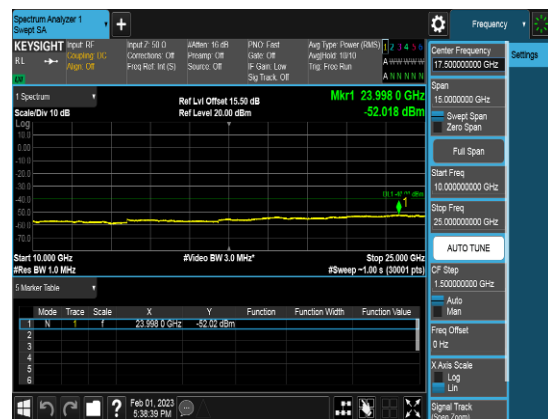 Spectrum Analyzer 1
Swept SA
+
Frequency
KEYSIGHT
Input: RF
Coupling: DC
Align: Off
Input Z: 50 Ω
Corrections: Off
Freq Ref: Int (S)
#Atten: 16 dB
Preamp: Off
Source: Off
PNO: Fast
Gate: Off
IF Gain: Low
Sig Track: Off
Avg Type: Power (RMS)
Avg|Hold: 10/10
Trig: Free Run
1 2 3 4 5 6
A WWWWW
A N N N N N
RL
1 Spectrum
Scale/Div 10 dB
Log
Ref Lvl Offset 15.50 dB
Ref Level 20.00 dBm
Mkr1 23.998 0 GHz
-52.018 dBm
10.0
0.00
-10.0
-20.0
-30.0
-40.0
-50.0
-60.0
-70.0
1
Start 10.000 GHz
#Res BW 1.0 MHz
#Video BW 3.0 MHz*
Stop 25.000 GHz
#Sweep ~1.00 s (30001 pts)
5 Marker Table
Mode Trace Scale X Y Function Function Width Function Value
1 N 1 f 23.998 0 GHz -52.02 dBm
2
3
4
5
6
Feb 01, 2023
5:38:39 PM
Center Frequency
17.500000000 GHz
Span
15.0000000 GHz
Swept Span
Zero Span
Full Span
Start Freq
10.000000000 GHz
Stop Freq
25.000000000 GHz
AUTO TUNE
CF Step
1.500000000 GHz
Auto
Man
Freq Offset
0 Hz
X Axis Scale
Log
Lin
Signal Track
(Span Zoom)
Settings